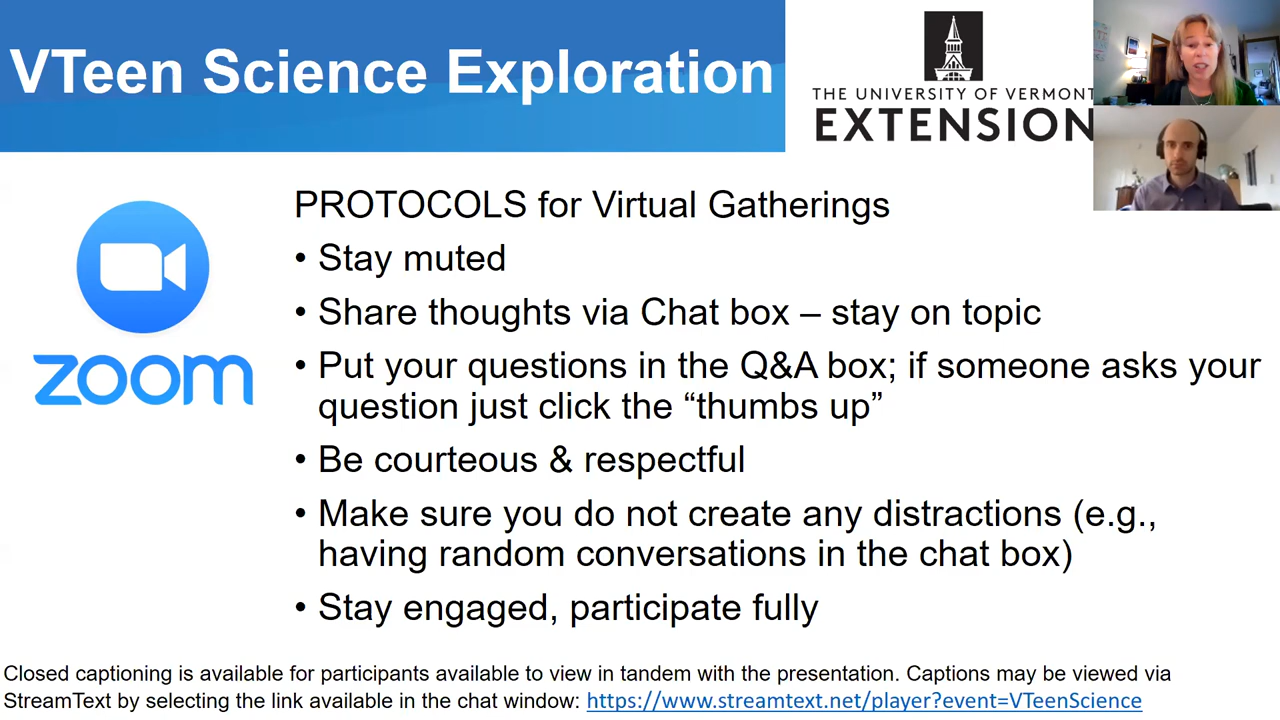 VTeen Science Exploration
THE UNIVERSITY OF VERMONT
EXTENSION
zoom
PROTOCOLS for Virtual Gatherings
• Stay muted
• Share thoughts via Chat box – stay on topic
• Put your questions in the Q&A box; if someone asks your
question just click the “thumbs up”
• Be courteous & respectful
• Make sure you do not create any distractions (e.g.,
having random conversations in the chat box)
• Stay engaged, participate fully
Closed captioning is available for participants available to view in tandem with the presentation. Captions may be viewed via
StreamText by selecting the link available in the chat window: https://www.streamtext.net/player?event=VTeenScience